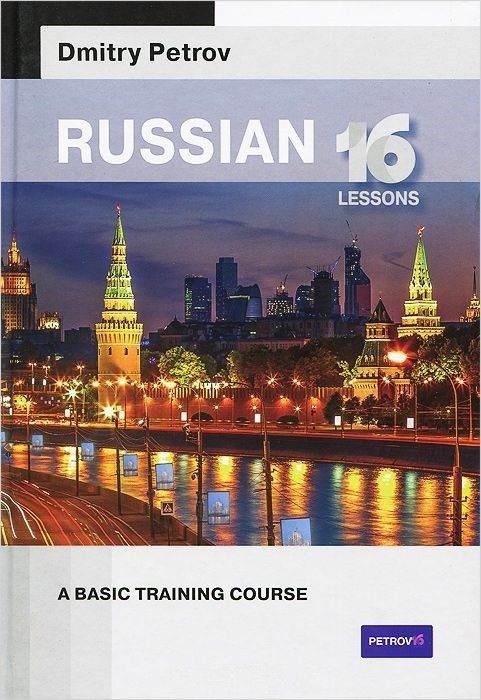 Dmitry Petrov
RUSSIAN 16
LESSONS
A BASIC TRAINING COURSE
PETROV16